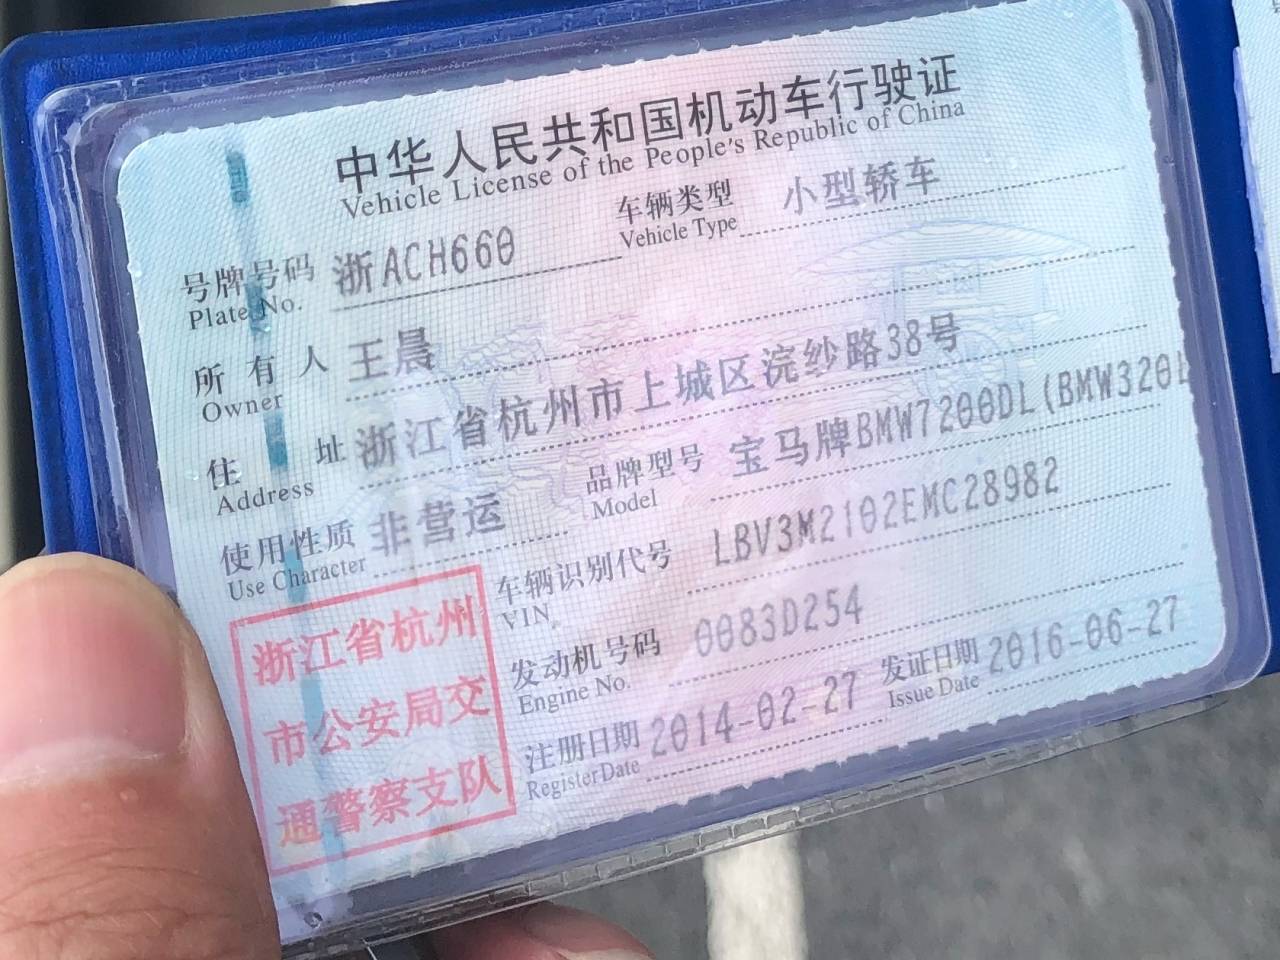 中华人民共和国机动车行驶证
Vehicle License of the People's Republic of China
号牌号码 浙ACH660 车辆类型 小型轿车
Plate No. Vehicle Type
所有人 王晨
Owner
住址 浙江省杭州市上城区浣纱路38号
Address
使用性质 非营运 品牌型号 宝马牌BMW7200DL(BMW320L
Use Character Model
车辆识别代号 LBV3M2102EMC28982
VIN
发动机号码 0083D254
Engine No.
注册日期 2014-02-27 发证日期 2016-06-27
Register Date Issue Date
浙江省杭州
市公安局交
通警察支队